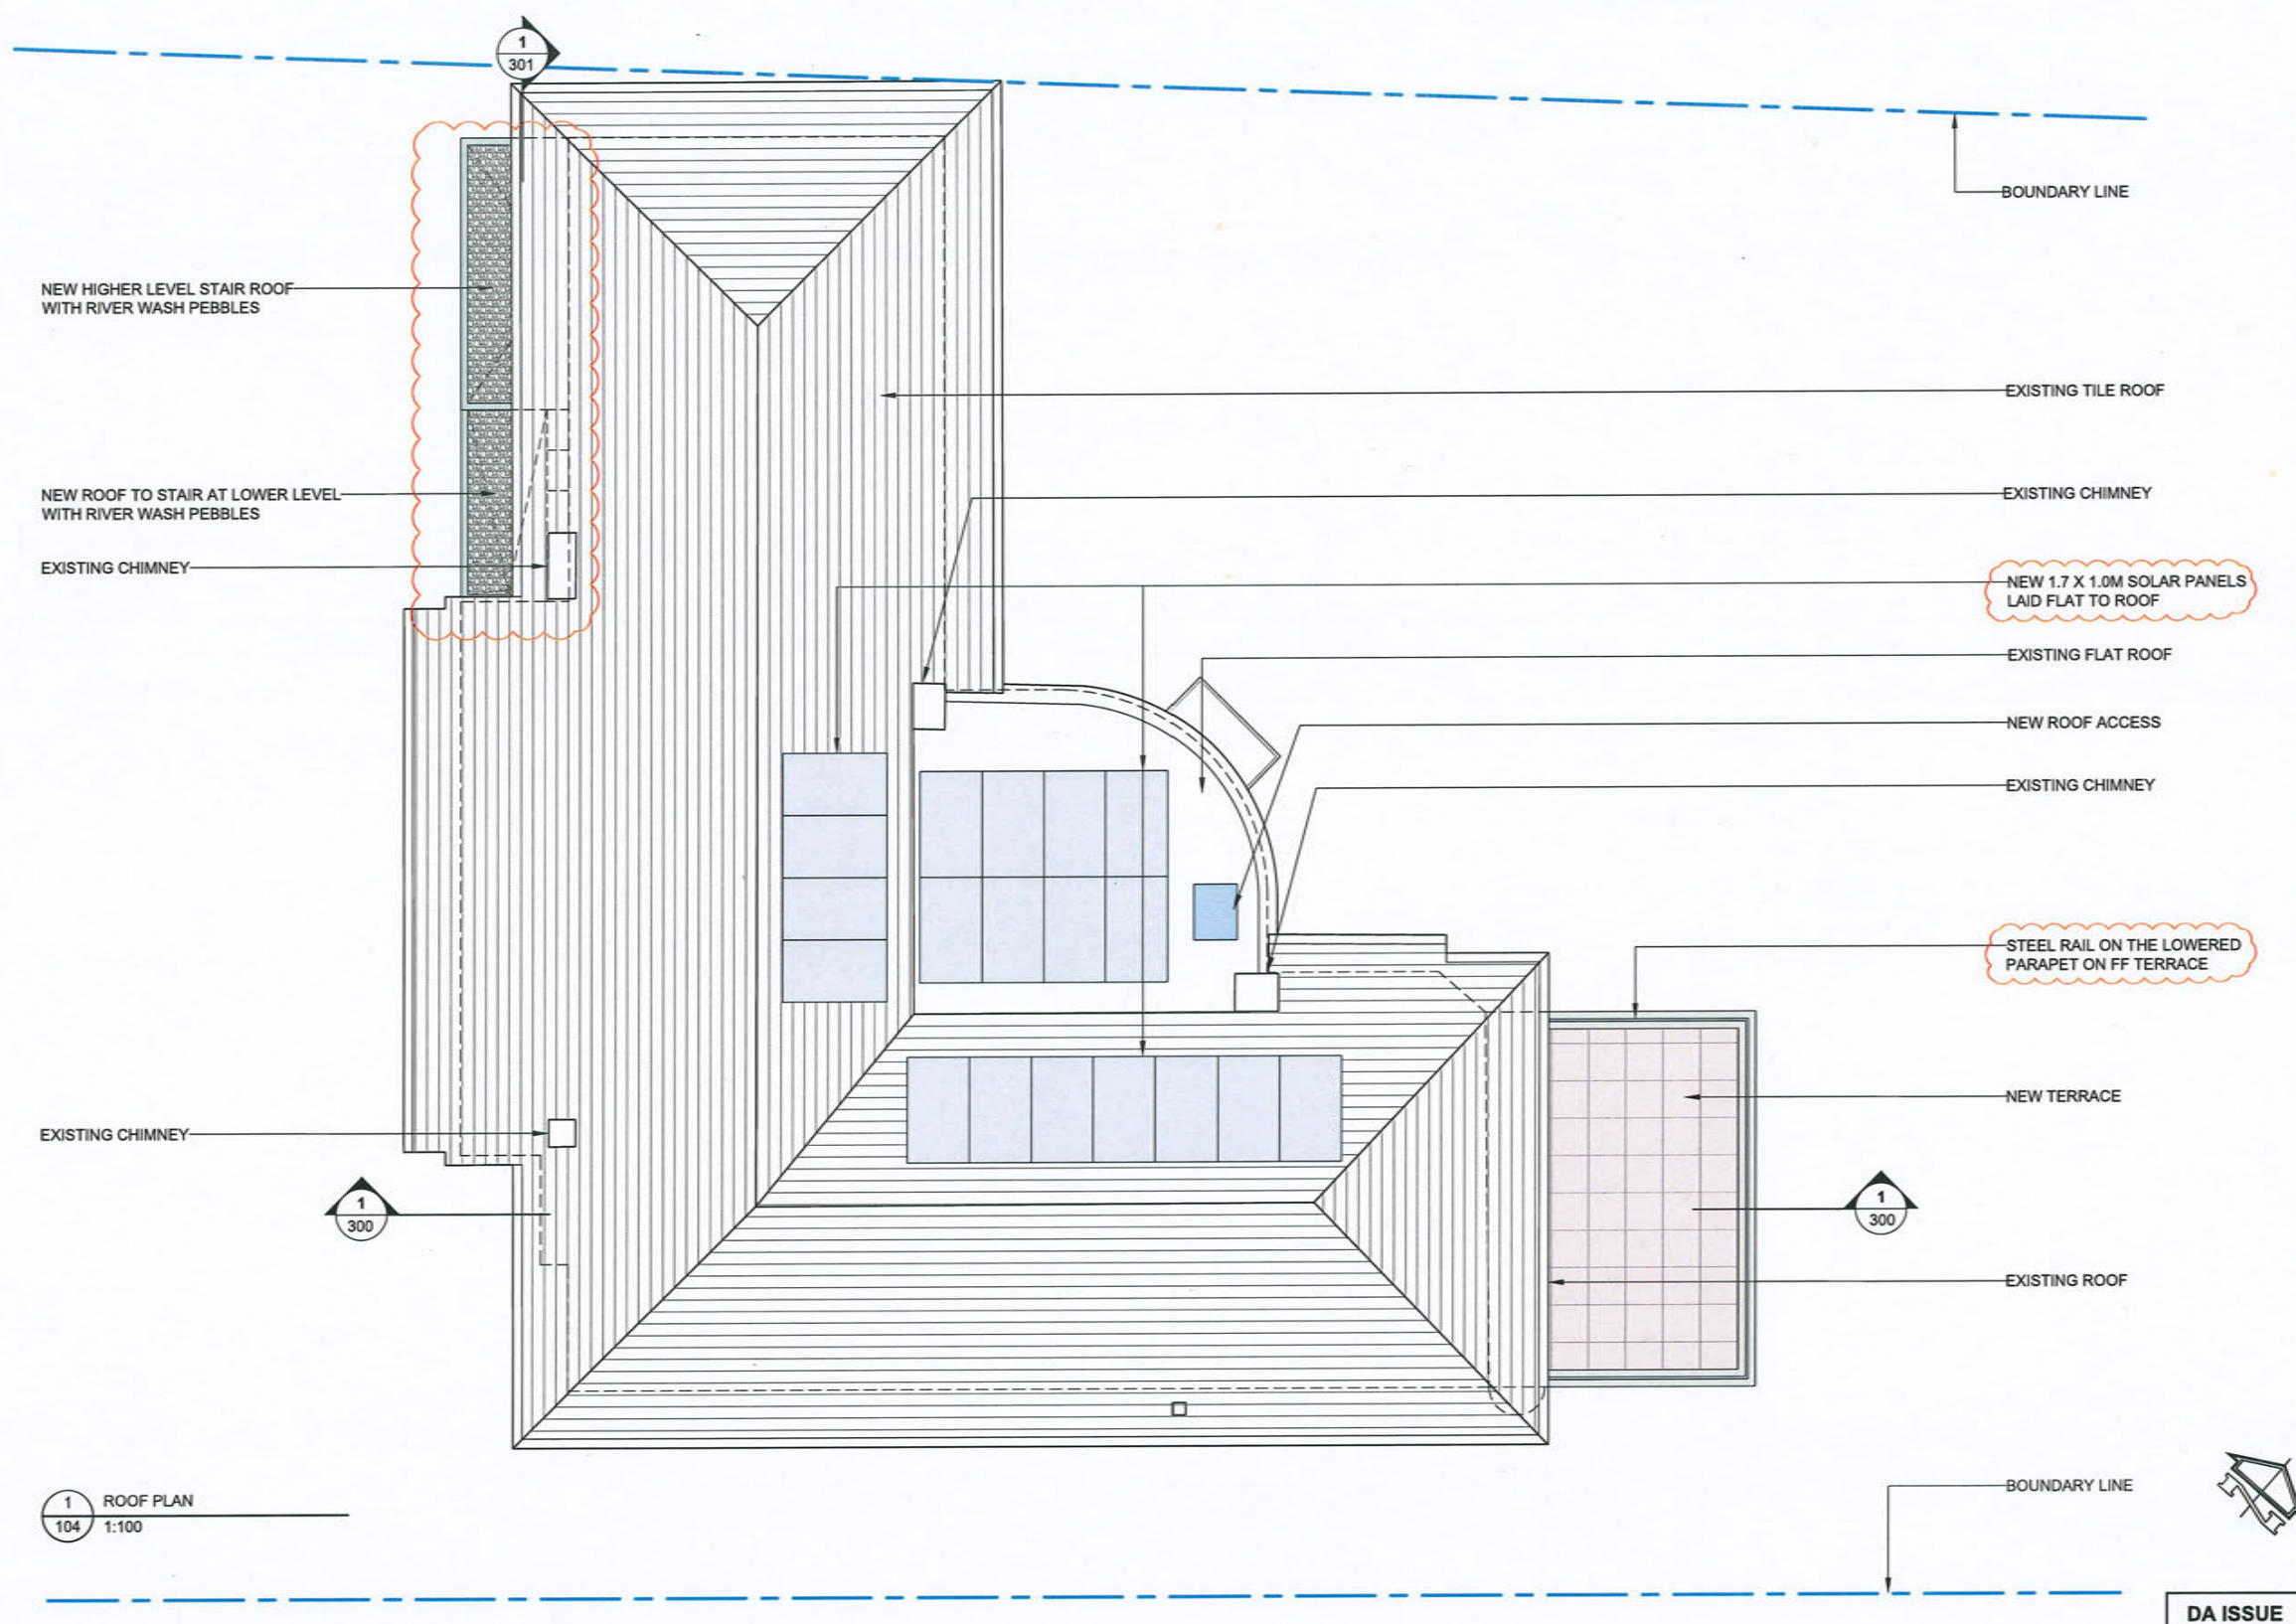 1
301
BOUNDARY LINE
NEW HIGHER LEVEL STAIR ROOF
WITH RIVER WASH PEBBLES
EXISTING TILE ROOF
NEW ROOF TO STAIR AT LOWER LEVEL
WITH RIVER WASH PEBBLES
EXISTING CHIMNEY
EXISTING CHIMNEY
NEW 1.7 X 1.0M SOLAR PANELS
LAID FLAT TO ROOF
EXISTING FLAT ROOF
NEW ROOF ACCESS
EXISTING CHIMNEY
STEEL RAIL ON THE LOWERED
PARAPET ON FF TERRACE
NEW TERRACE
EXISTING CHIMNEY
1
300
1
300
EXISTING ROOF
BOUNDARY LINE
1
104
ROOF PLAN
1:100
DA ISSUE